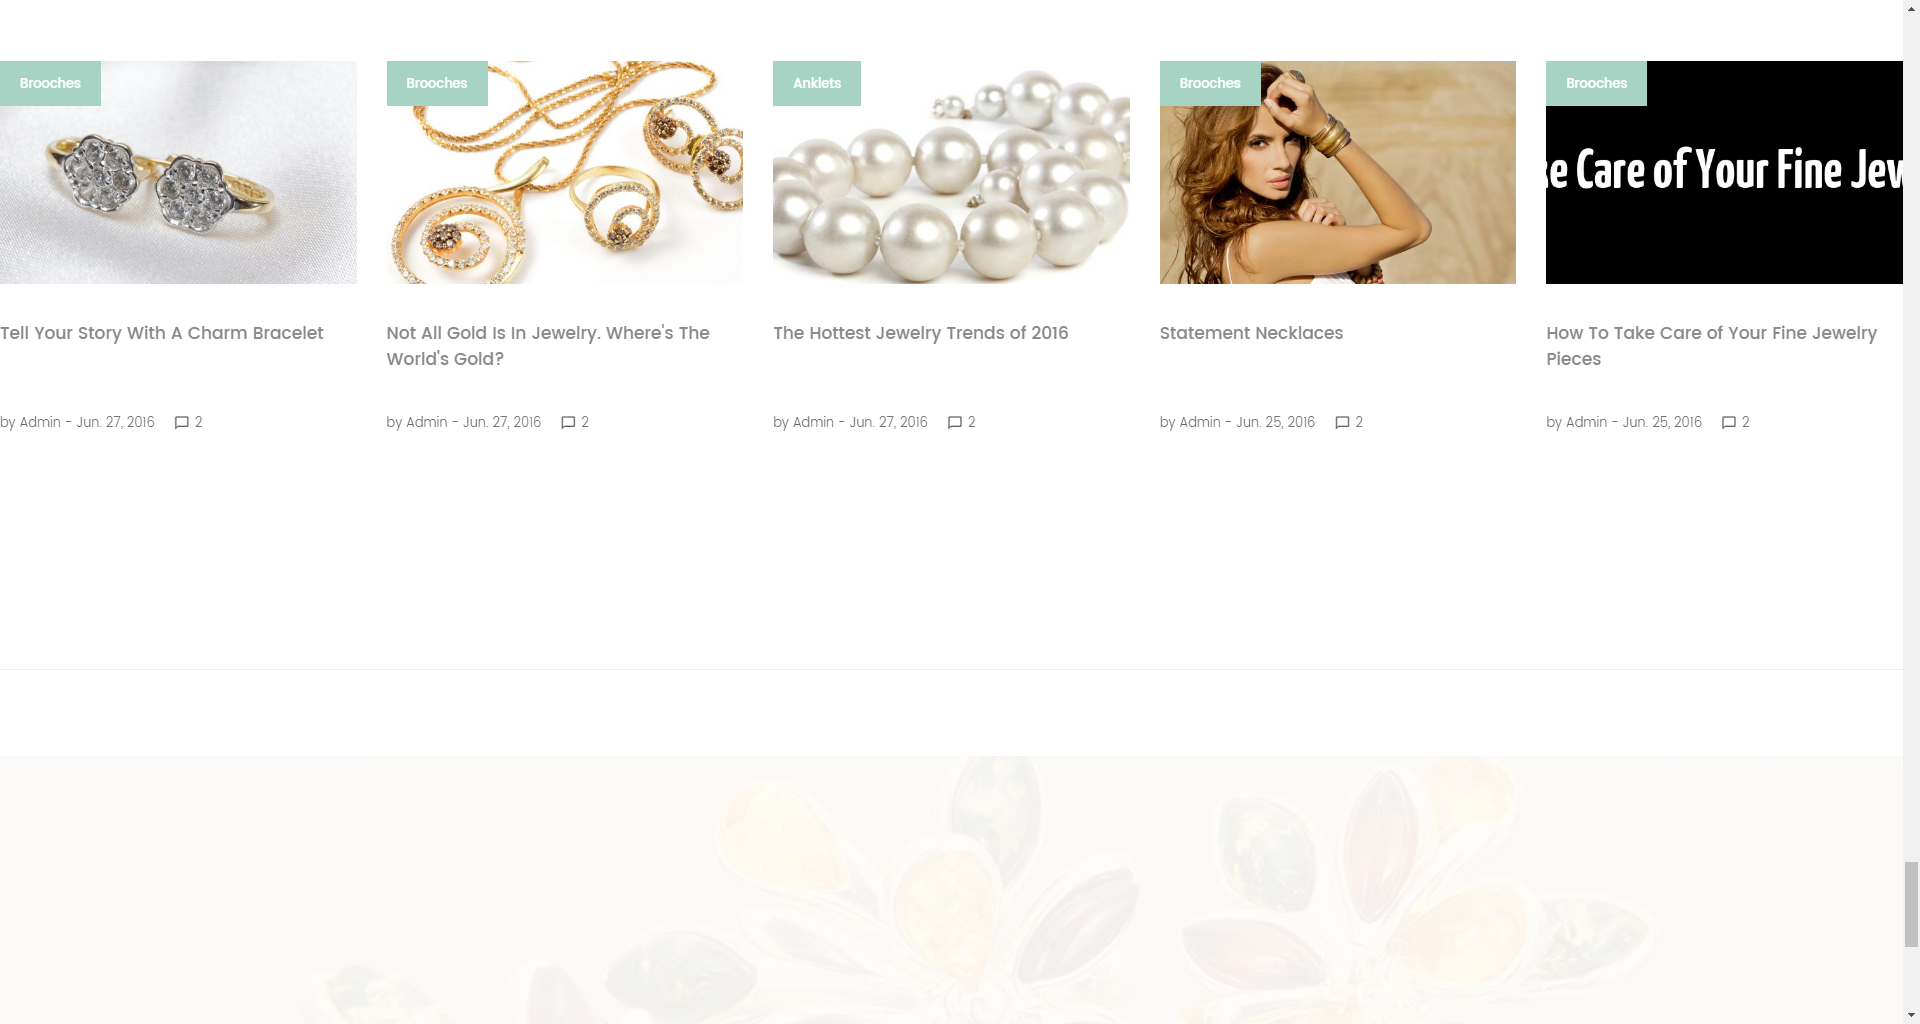 Brooches
Brooches
Anklets
Brooches
Brooches
ke Care of Your Fine Jew
Tell Your Story With A Charm Bracelet
Not All Gold Is In Jewelry. Where's The
World's Gold?
The Hottest Jewelry Trends of 2016
Statement Necklaces
How To Take Care of Your Fine Jewelry
Pieces
by Admin - Jun. 27, 2016 2
by Admin - Jun. 27, 2016 2
by Admin - Jun. 27, 2016 2
by Admin - Jun. 25, 2016 2
by Admin - Jun. 25, 2016 2